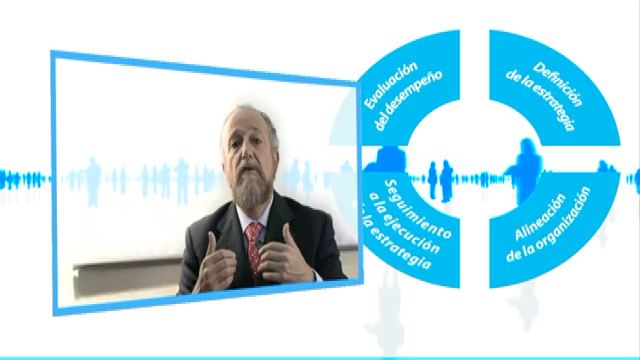 Evaluación
del desempeño
Definición
de la estrategia
Seguimiento
a la ejecución
de la estrategia
Alineación
de la organización